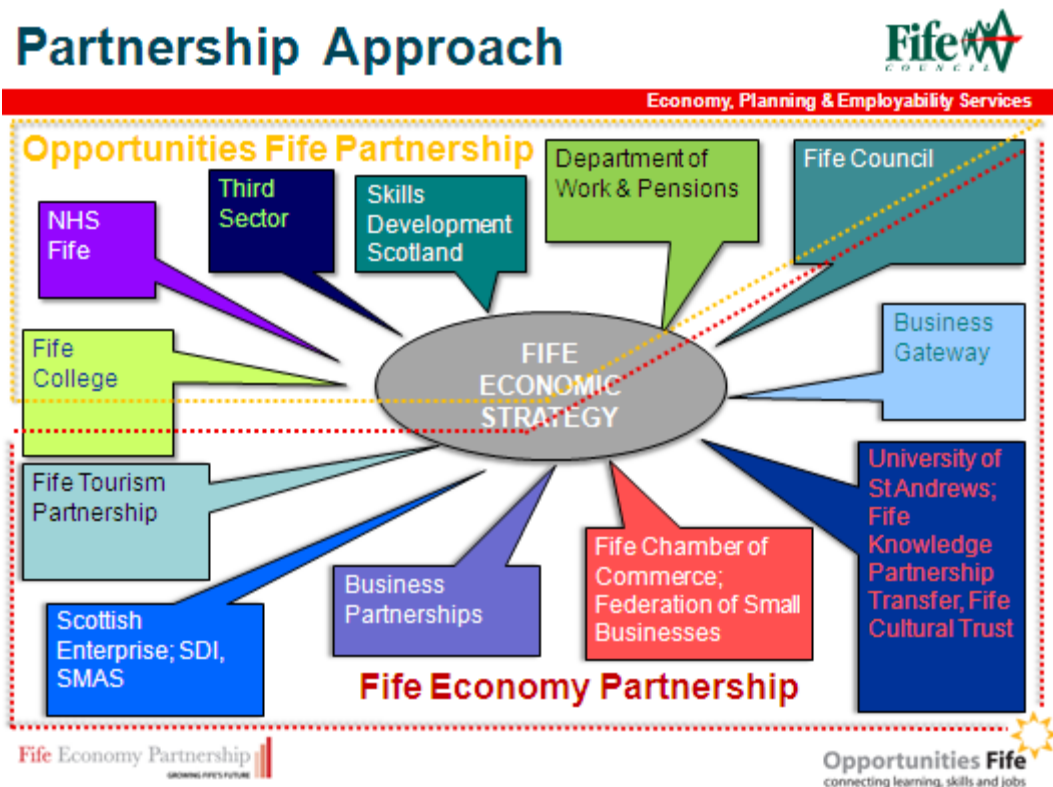 Partnership Approach
Fife
COUNCIL
Economy, Planning & Employability Services
Opportunities Fife Partnership
NHS
Fife
Third
Sector
Skills
Development
Scotland
Department of
Work & Pensions
Fife Council
Fife
College
FIFE
ECONOMIC
STRATEGY
Business
Gateway
Fife Tourism
Partnership
Scottish
Enterprise; SDI,
SMAS
Business
Partnerships
Fife Chamber of
Commerce;
Federation of Small
Businesses
University of
St Andrews;
Fife
Knowledge
Partnership
Transfer, Fife
Cultural Trust
Fife Economy Partnership
Fife Economy Partnership
GROWING FIFE'S FUTURE
Opportunities Fife
connecting learning, skills and jobs